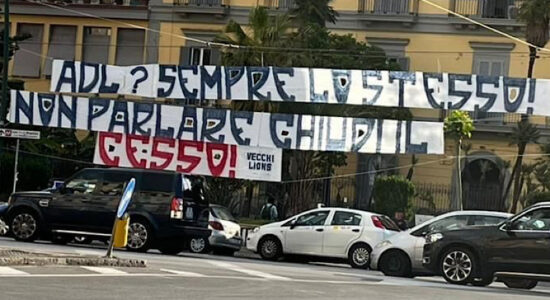 ADL? SEMPRE LO STESSO!
NON PARLARE CHIUDI IL
CESSO!
VECCHI
LIONS